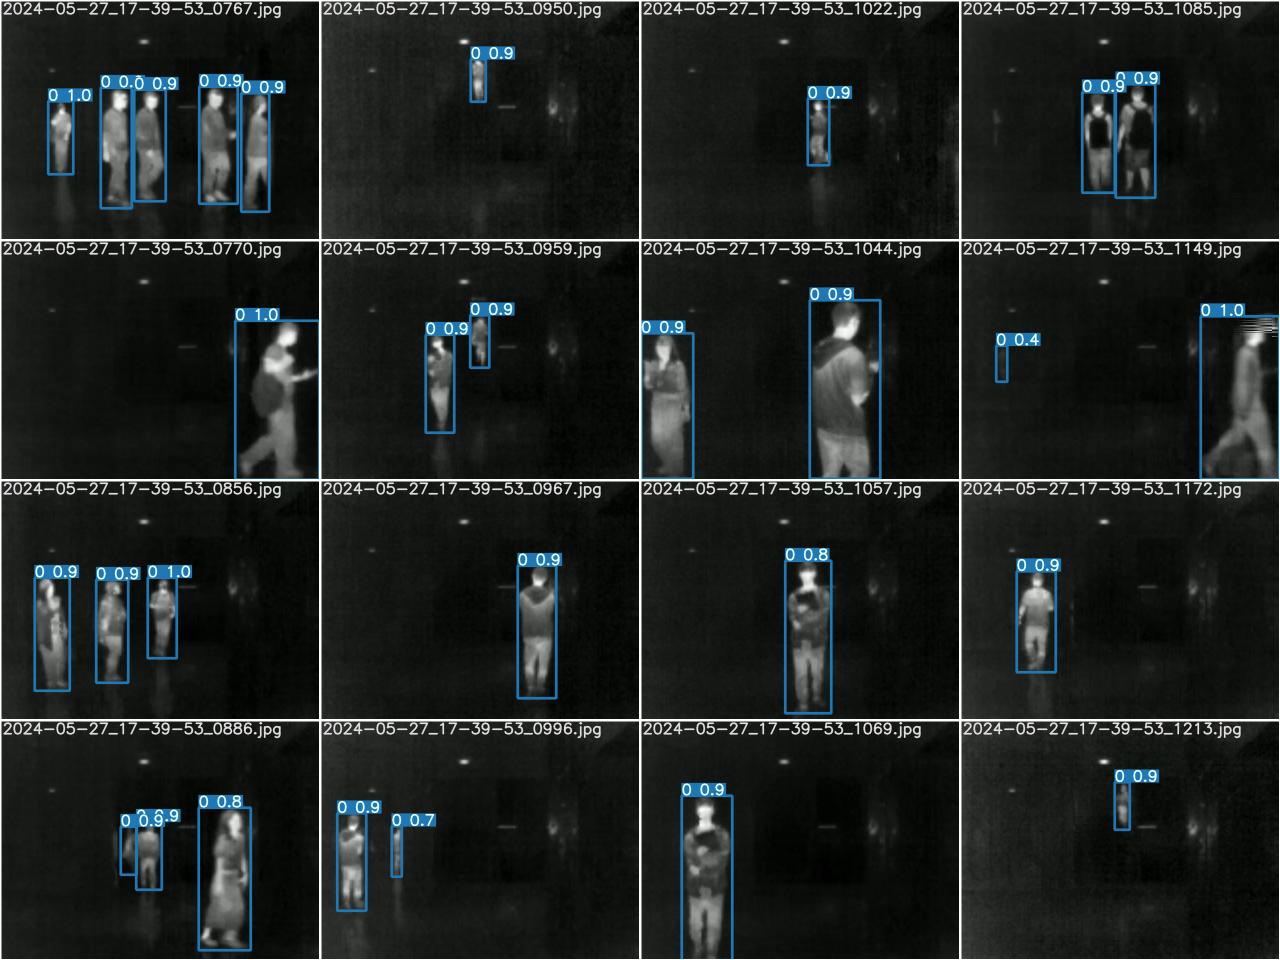 2024-05-27_17-39-53_0767.jpg
2024-05-27_17-39-53_0950.jpg
2024-05-27_17-39-53_1022.jpg
2024-05-27_17-39-53_1085.jpg
0 1.0
0 0.9
0 0.9
0 0.9
0 0.9
0 0.9
0 0.9
0 0.9
2024-05-27_17-39-53_0770.jpg
2024-05-27_17-39-53_0959.jpg
2024-05-27_17-39-53_1044.jpg
2024-05-27_17-39-53_1149.jpg
0 1.0
0 0.9
0 0.9
0 0.9
0 0.9
0 0.4
0 1.0
2024-05-27_17-39-53_0856.jpg
2024-05-27_17-39-53_0967.jpg
2024-05-27_17-39-53_1057.jpg
2024-05-27_17-39-53_1172.jpg
0 0.9
0 0.9
0 1.0
0 0.9
0 0.8
0 0.9
2024-05-27_17-39-53_0886.jpg
2024-05-27_17-39-53_0996.jpg
2024-05-27_17-39-53_1069.jpg
2024-05-27_17-39-53_1213.jpg
0 0.9
0 0.8
0 0.9
0 0.7
0 0.9
0 0.9